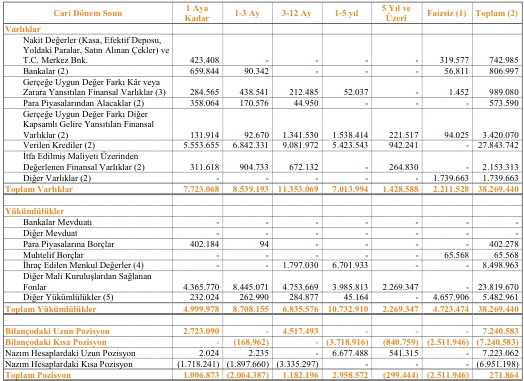 Cari Dönem Sonu 1 Aya Kadar 1-3 Ay 3-12 Ay 1-5 yıl 5 Yıl ve Üzeri Faizsiz (1) Toplam (2)
Varlıklar
Nakit Değerler (Kasa, Efektif Deposu,
Yoldaki Paralar, Satın Alınan Çekler) ve
T.C. Merkez Bnk. 423.408 - - - - 319.577 742.985
Bankalar (2) 659.844 90.342 - - - 56.811 806.997
Gerçeğe Uygun Değer Farkı Kâr veya
Zarara Yansıtılan Finansal Varlıklar (3) 284.565 438.541 212.485 52.037 - 1.452 989.080
Para Piyasalarından Alacaklar (2) 358.064 170.576 44.950 - - - 573.590
Gerçeğe Uygun Değer Farkı Diğer
Kapsamlı Gelire Yansıtılan Finansal
Varlıklar (2) 131.914 92.670 1.341.530 1.538.414 221.517 94.025 3.420.070
Verilen Krediler (2) 5.553.655 6.842.331 9.081.972 5.423.543 942.241 - 27.843.742
İtfa Edilmiş Maliyeti Üzerinden
Değerlenen Finansal Varlıklar (2) 311.618 904.733 672.132 - 264.830 - 2.153.313
Diğer Varlıklar (2) - - - - - 1.739.663 1.739.663
Toplam Varlıklar 7.723.068 8.539.193 11.353.069 7.013.994 1.428.588 2.211.528 38.269.440
Yükümlülükler
Bankalar Mevduatı - - - - - - -
Diğer Mevduat - - - - - - -
Para Piyasalarına Borçlar 402.184 94 - - - - 402.278
Muhtelif Borçlar - - - - - 65.568 65.568
İhraç Edilen Menkul Değerler (4) - - 1.797.030 6.701.933 - - 8.498.963
Diğer Mali Kuruluşlardan Sağlanan
Fonlar 4.365.770 8.445.071 4.753.669 3.985.813 2.269.347 - 23.819.670
Diğer Yükümlülükler (5) 232.024 262.990 284.877 45.164 - 4.657.906 5.482.961
Toplam Yükümlülükler 4.999.978 8.708.155 6.835.576 10.732.910 2.269.347 4.723.474 38.269.440
Bilançodaki Uzun Pozisyon 2.723.090 - 4.517.493 - - - 7.240.583
Bilançodaki Kısa Pozisyon - (168.962) - (3.718.916) (840.759) (2.511.946) (7.240.583)
Nazım Hesaplardaki Uzun Pozisyon 2.024 2.235 - 6.677.488 541.315 - 7.223.062
Nazım Hesaplardaki Kısa Pozisyon (1.718.241) (1.897.660) (3.335.297) - - - (6.951.198)
Toplam Pozisyon 1.006.873 (2.064.387) 1.182.196 2.958.572 (299.444) (2.511.946) 271.864